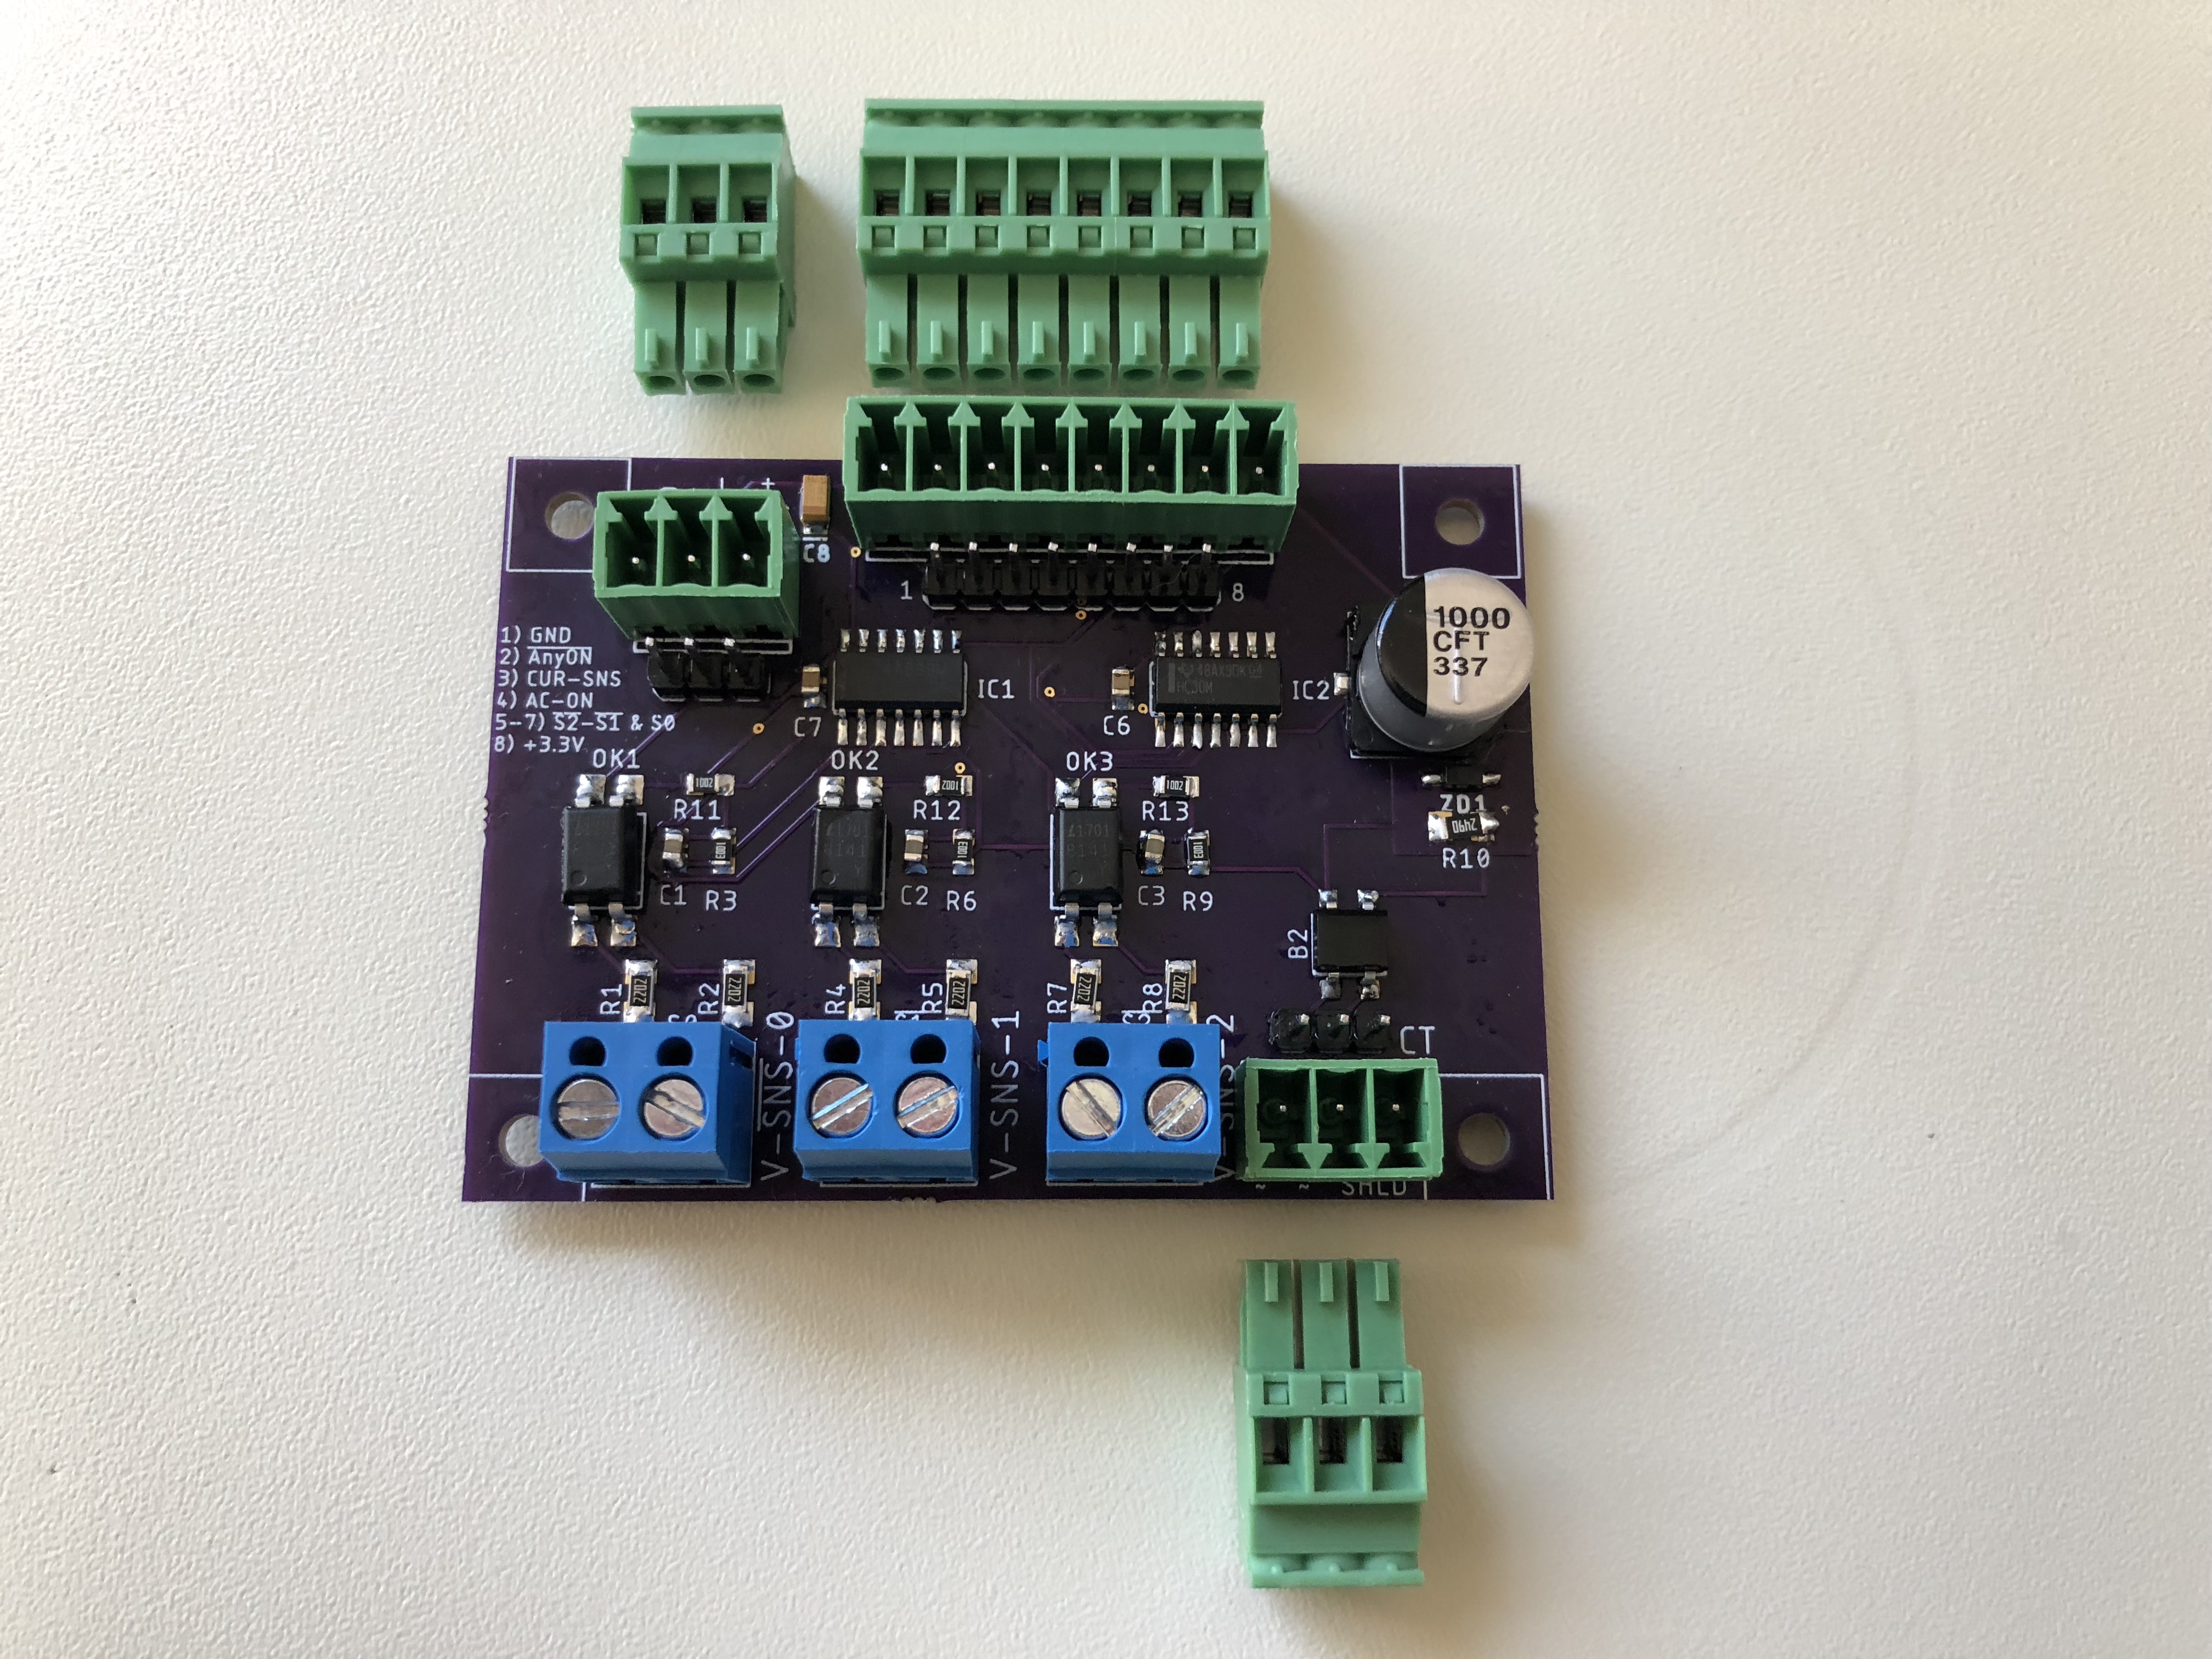 1) GND
2) AnyON
3) CUR-SNS
4) AC-ON
5-7) S2-S1 & S0
8) +3.3V
R1
2202
R2
2202
V-SNS-0
OK1
C1
R3
1003
R11
1002
C7
C8
+
R4
2202
R5
2202
V-SNS-1
OK2
C2
R6
1003
R12
1002
IC1
1
R7
2202
R8
2202
V-SNS-2
OK3
C3
R9
1003
R13
1002
C6
8
IC2
B2
CT
SHLD
R10
2490
ZD1
1000
CFT
337